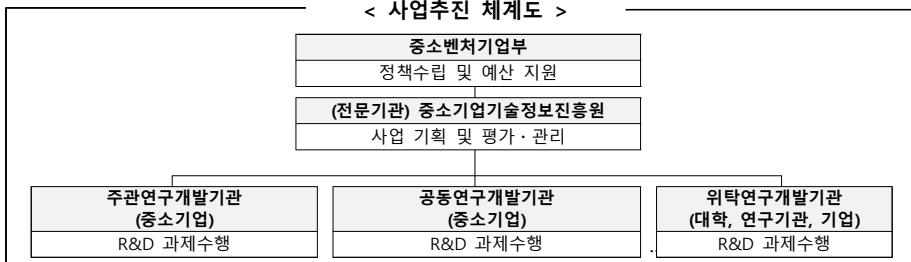 < 사업추진 체계도 >
중소벤처기업부
정책수립 및 예산 지원
(전문기관) 중소기업기술정보진흥원
사업 기획 및 평가·관리
주관연구개발기관
(중소기업)
R&D 과제수행
공동연구개발기관
(중소기업)
R&D 과제수행
위탁연구개발기관
(대학, 연구기관, 기업)
R&D 과제수행